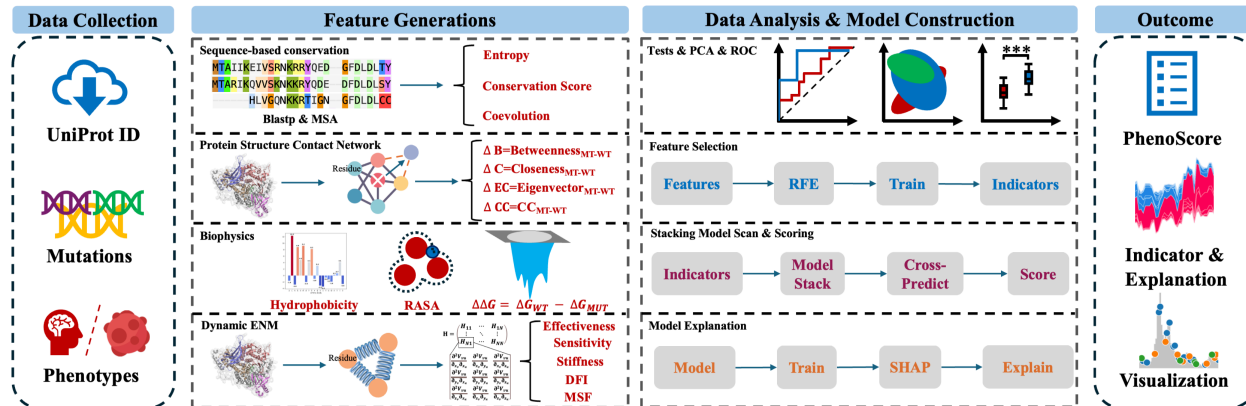 Data Collection
UniProt ID
Mutations
Phenotypes
Feature Generations
Sequence-based conservation
MTAIIKEIVSRNKRRYQED GFDLDLTY
MTARIKQVVSKNKRRYQDE DFDLDLSY
HLVGQNKKRTIGN GFDLDLCC
Blastp & MSA
Entropy
Conservation Score
Coevolution
Protein Structure Contact Network
Residue
Δ B=Betweenness_MT-WT
Δ C=Closeness_MT-WT
Δ EC=Eigenvector_MT-WT
Δ CC=CC_MT-WT
Biophysics
Hydrophobicity
RASA
ΔΔG = ΔG_WT − ΔG_MUT
Dynamic ENM
Residue
Effectiveness
Sensitivity
Stiffness
DFI
MSF
Data Analysis & Model Construction
Tests & PCA & ROC
***
Feature Selection
Features
RFE
Train
Indicators
Stacking Model Scan & Scoring
Indicators
Model
Stack
Cross-
Predict
Score
Model Explanation
Model
Train
SHAP
Explain
Outcome
PhenoScore
Indicator &
Explanation
Visualization